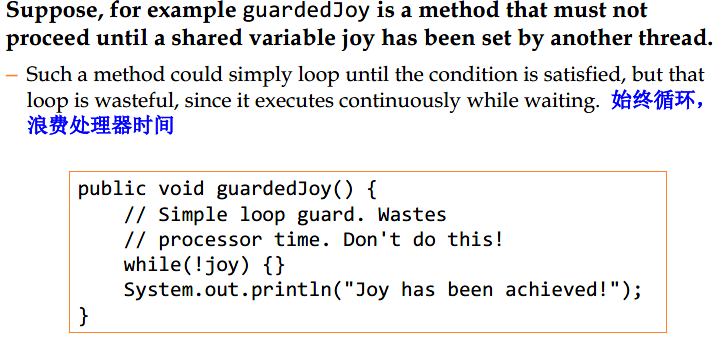 Suppose, for example guardedJoy is a method that must not
proceed until a shared variable joy has been set by another thread.
– Such a method could simply loop until the condition is satisfied, but that
loop is wasteful, since it executes continuously while waiting. 始终循环，
浪费处理器时间
public void guardedJoy() {
    // Simple loop guard. Wastes
    // processor time. Don't do this!
    while(!joy) {}
    System.out.println("Joy has been achieved!");
}